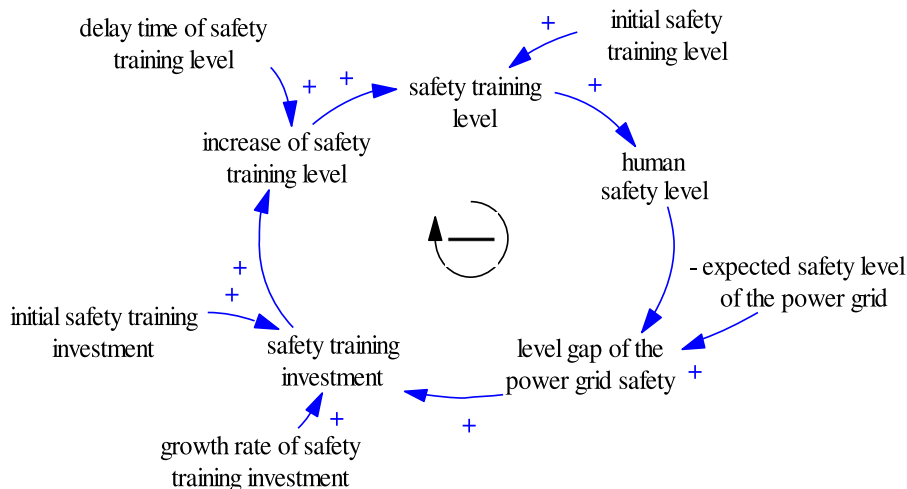 delay time of safety
training level
+
+
+
initial safety
training level
safety training
level
+
increase of safety
training level
human
safety level
- expected safety level
of the power grid
+
+
initial safety training
investment
safety training
investment
level gap of the
power grid safety
+
+
+
growth rate of safety
training investment